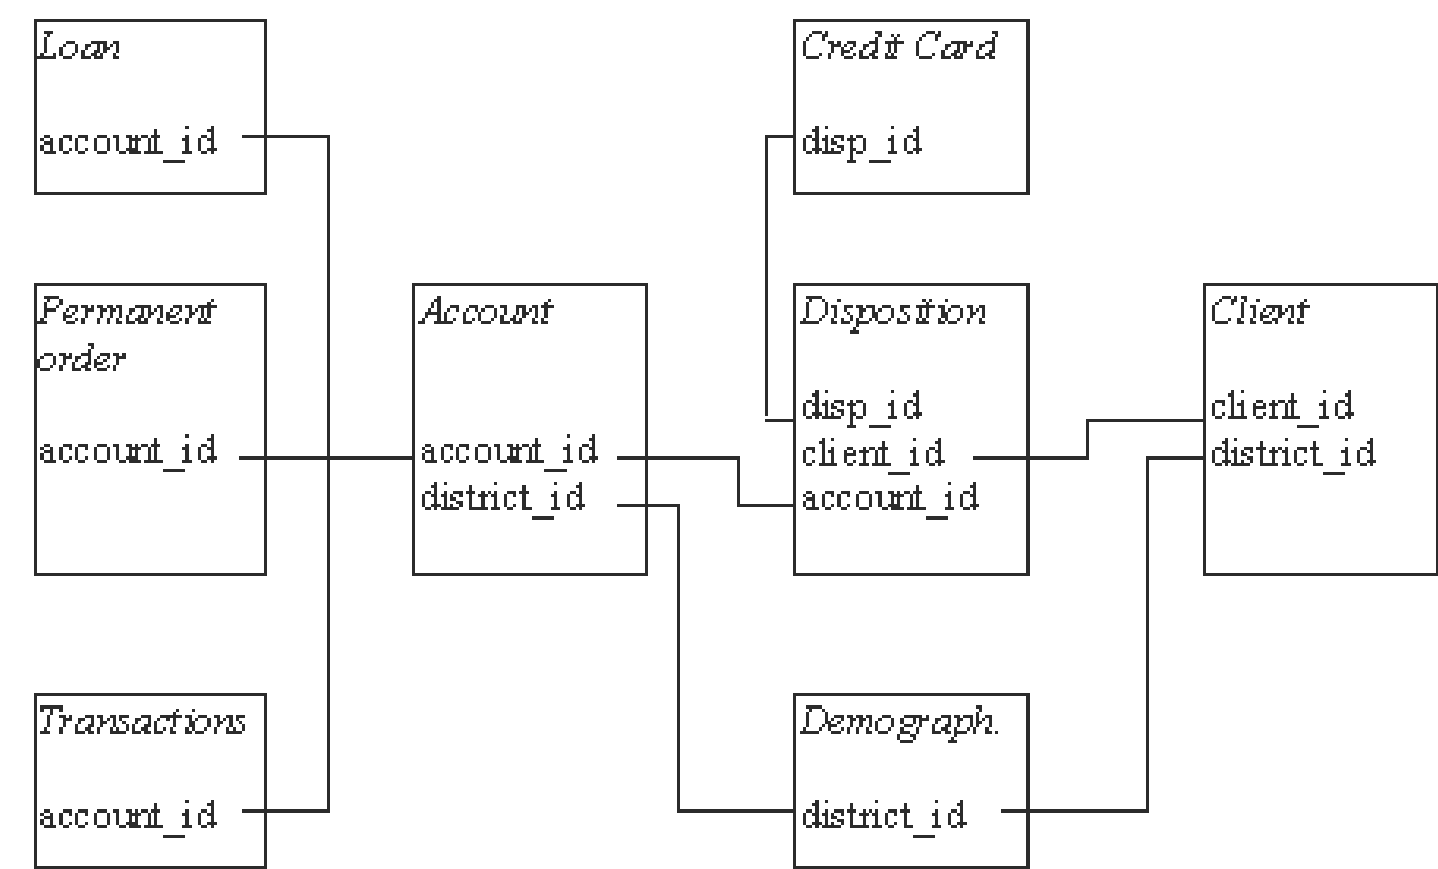 Loan
account_id
Credit Card
disp_id
Permanent
order
account_id
Account
account_id
district_id
Disposition
disp_id
client_id
account_id
Client
client_id
district_id
Transactions
account_id
Demograph.
district_id